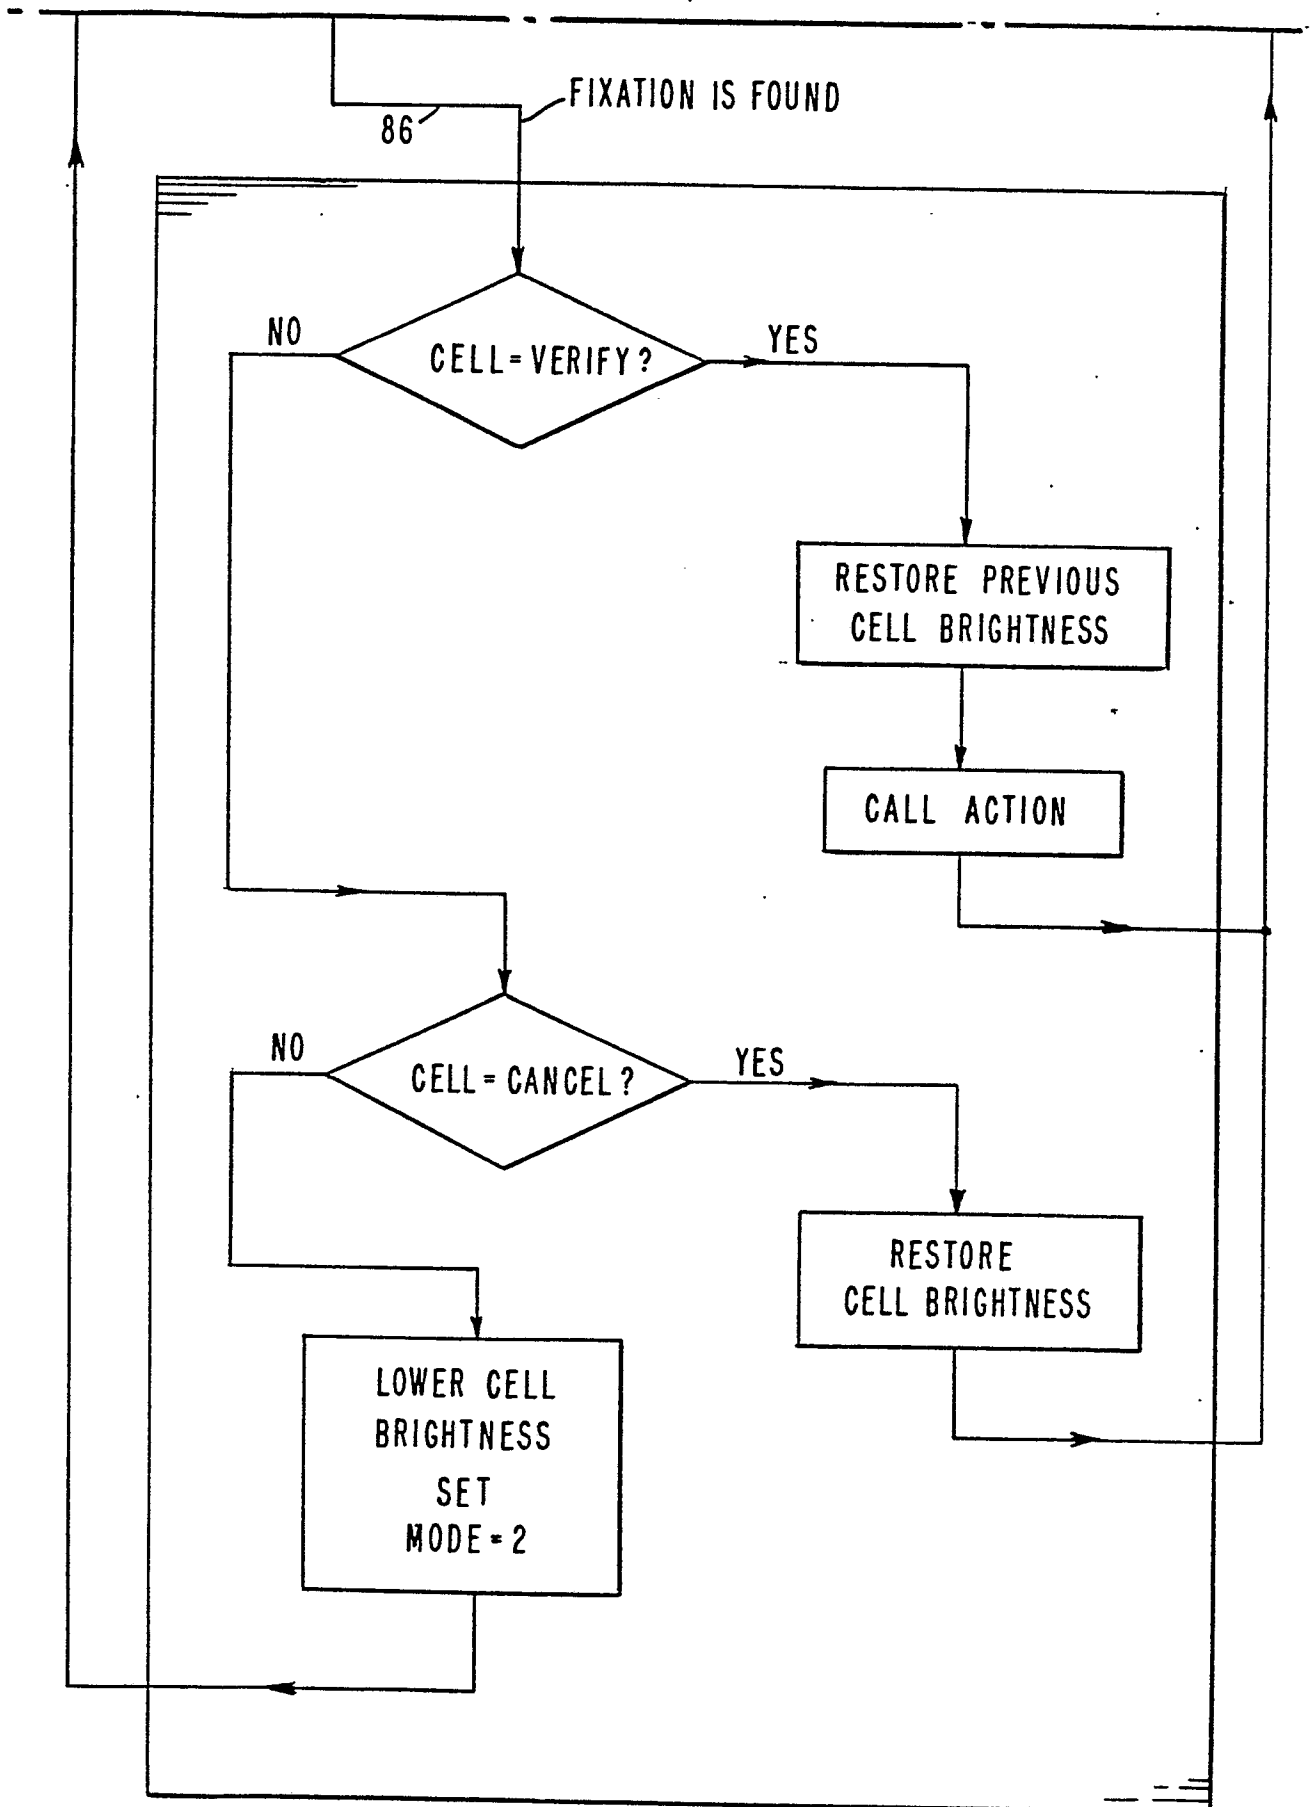 FIXATION IS FOUND
86
NO
CELL=VERIFY?
YES
RESTORE PREVIOUS
CELL BRIGHTNESS
CALL ACTION
NO
CELL=CANCEL?
YES
RESTORE
CELL BRIGHTNESS
LOWER CELL
BRIGHTNESS
SET
MODE=2